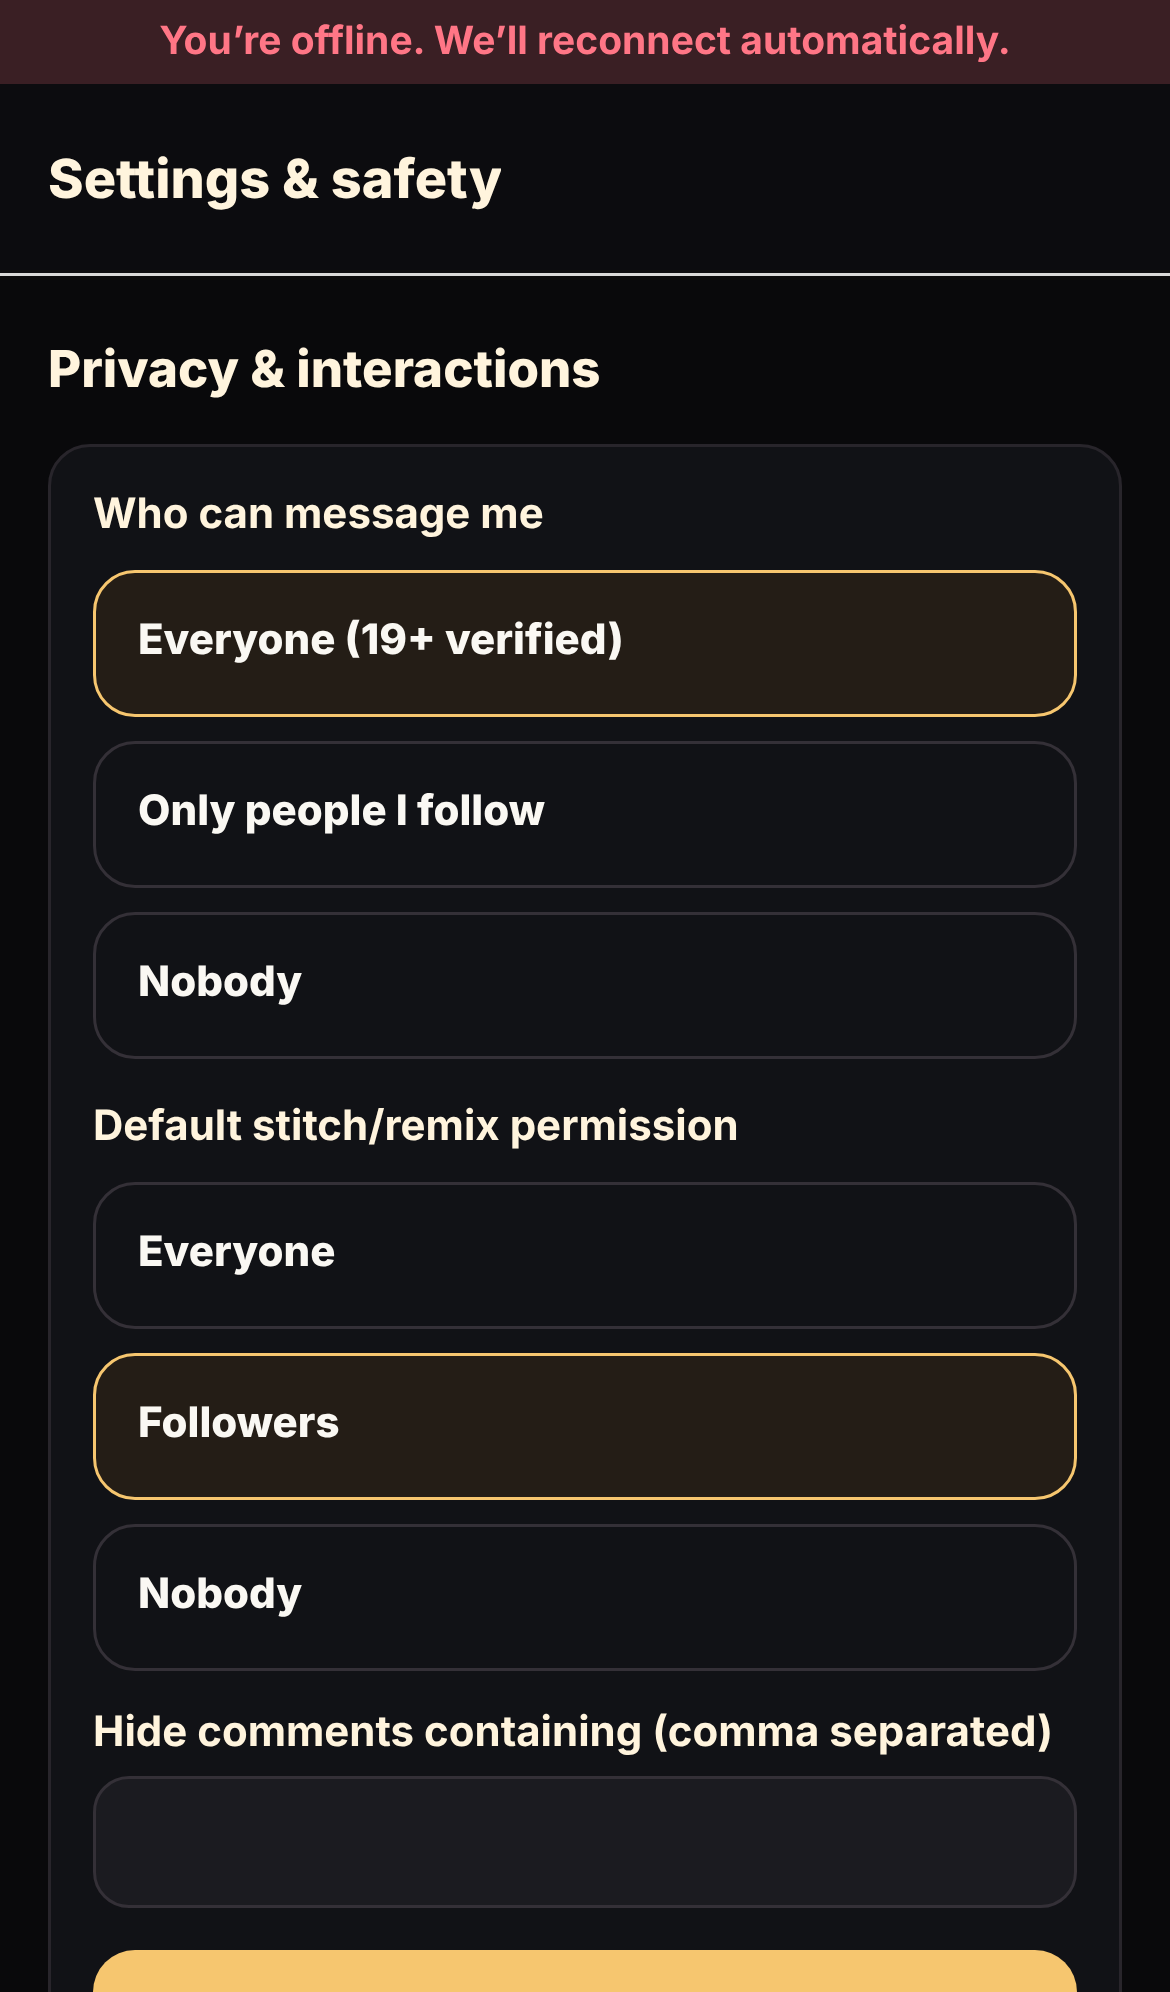 You’re offline. We’ll reconnect automatically.
Settings & safety
Privacy & interactions
Who can message me
Everyone (19+ verified)
Only people I follow
Nobody
Default stitch/remix permission
Everyone
Followers
Nobody
Hide comments containing (comma separated)